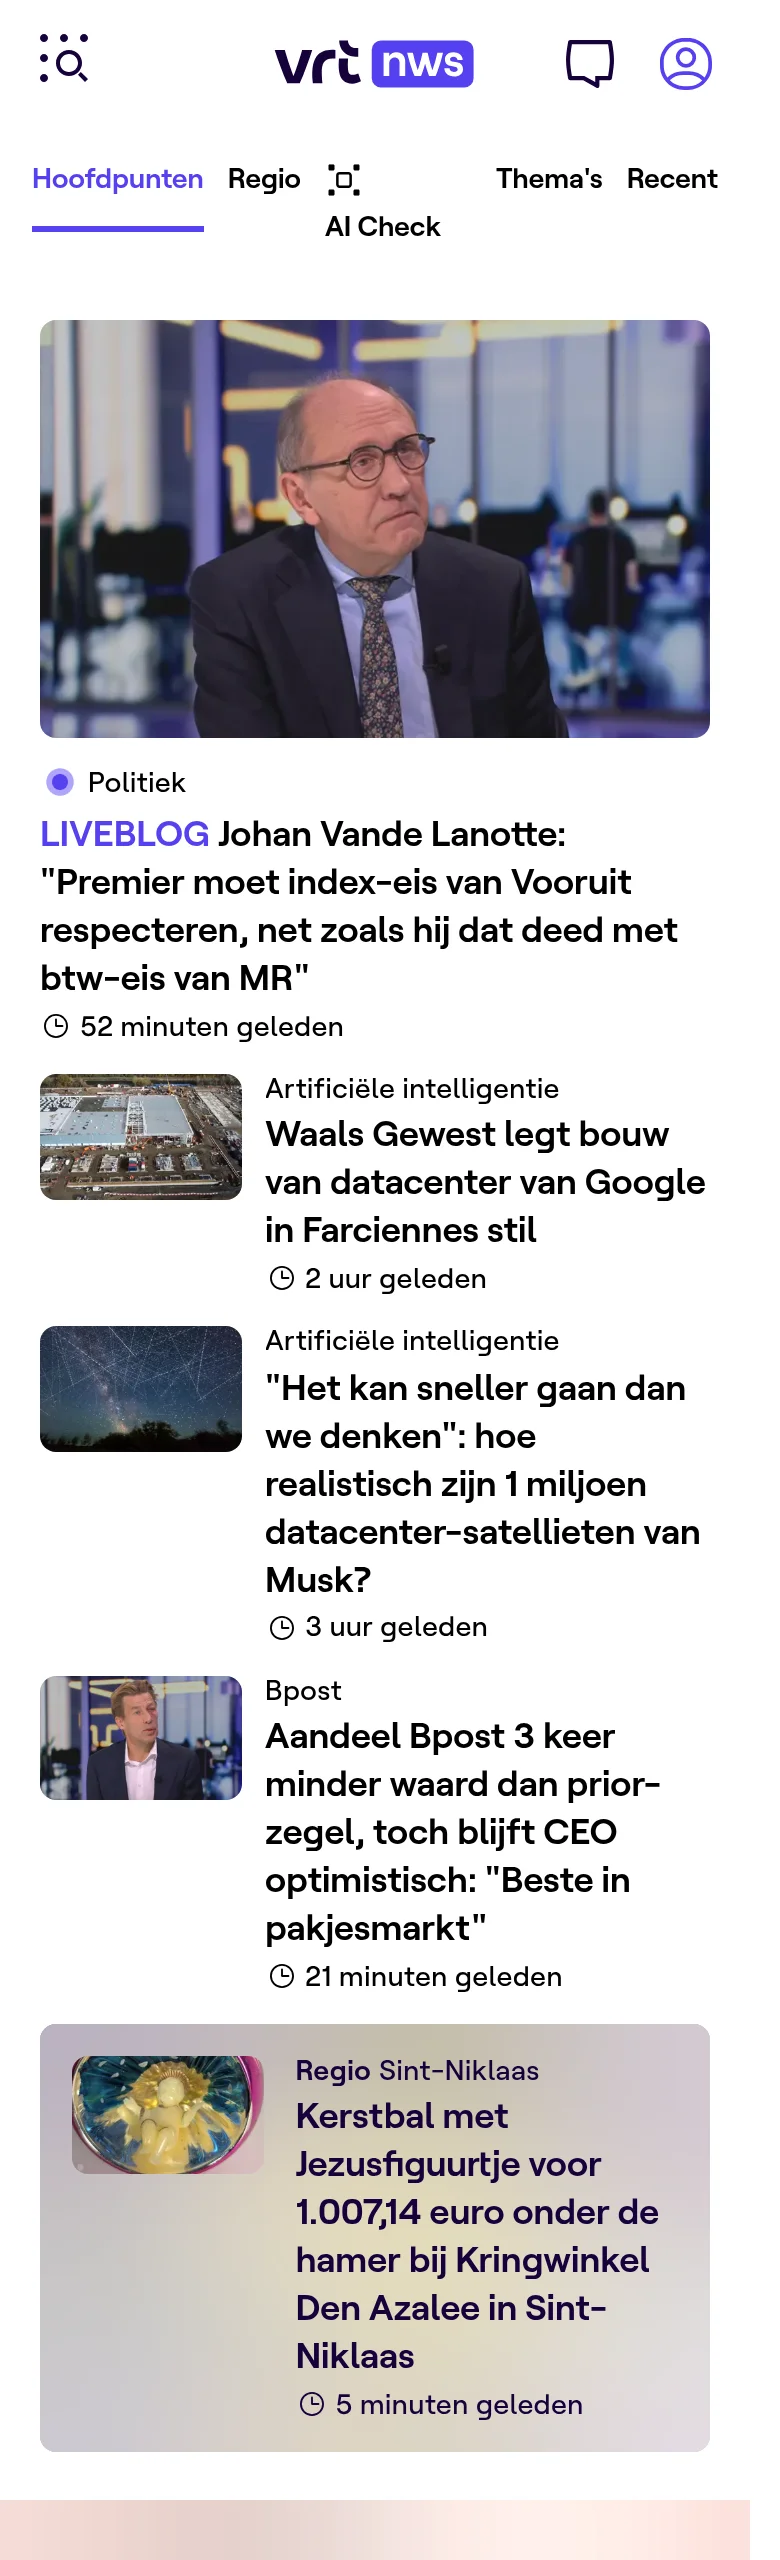 vrt nws
Hoofdpunten Regio AI Check Thema's Recent
Politiek
LIVEBLOG Johan Vande Lanotte:
"Premier moet index-eis van Vooruit
respecteren, net zoals hij dat deed met
btw-eis van MR"
52 minuten geleden
Artificiële intelligentie
Waals Gewest legt bouw
van datacenter van Google
in Farciennes stil
2 uur geleden
Artificiële intelligentie
"Het kan sneller gaan dan
we denken": hoe
realistisch zijn 1 miljoen
datacenter-satellieten van
Musk?
3 uur geleden
Bpost
Aandeel Bpost 3 keer
minder waard dan prior-
zegel, toch blijft CEO
optimistisch: "Beste in
pakjesmarkt"
21 minuten geleden
Regio Sint-Niklaas
Kerstbal met
Jezusfiguurtje voor
1.007,14 euro onder de
hamer bij Kringwinkel
Den Azalee in Sint-
Niklaas
5 minuten geleden